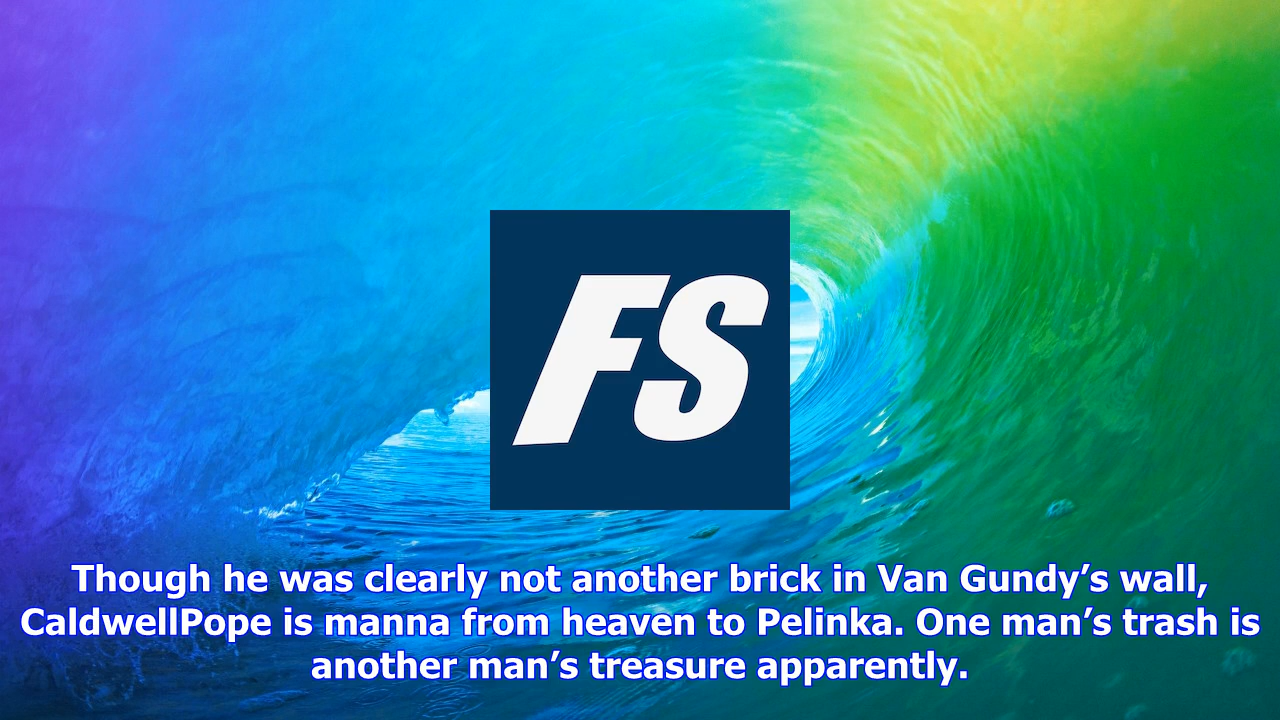 FS
Though he was clearly not another brick in Van Gundy’s wall,
CaldwellPope is manna from heaven to Pelinka. One man’s trash is
another man’s treasure apparently.